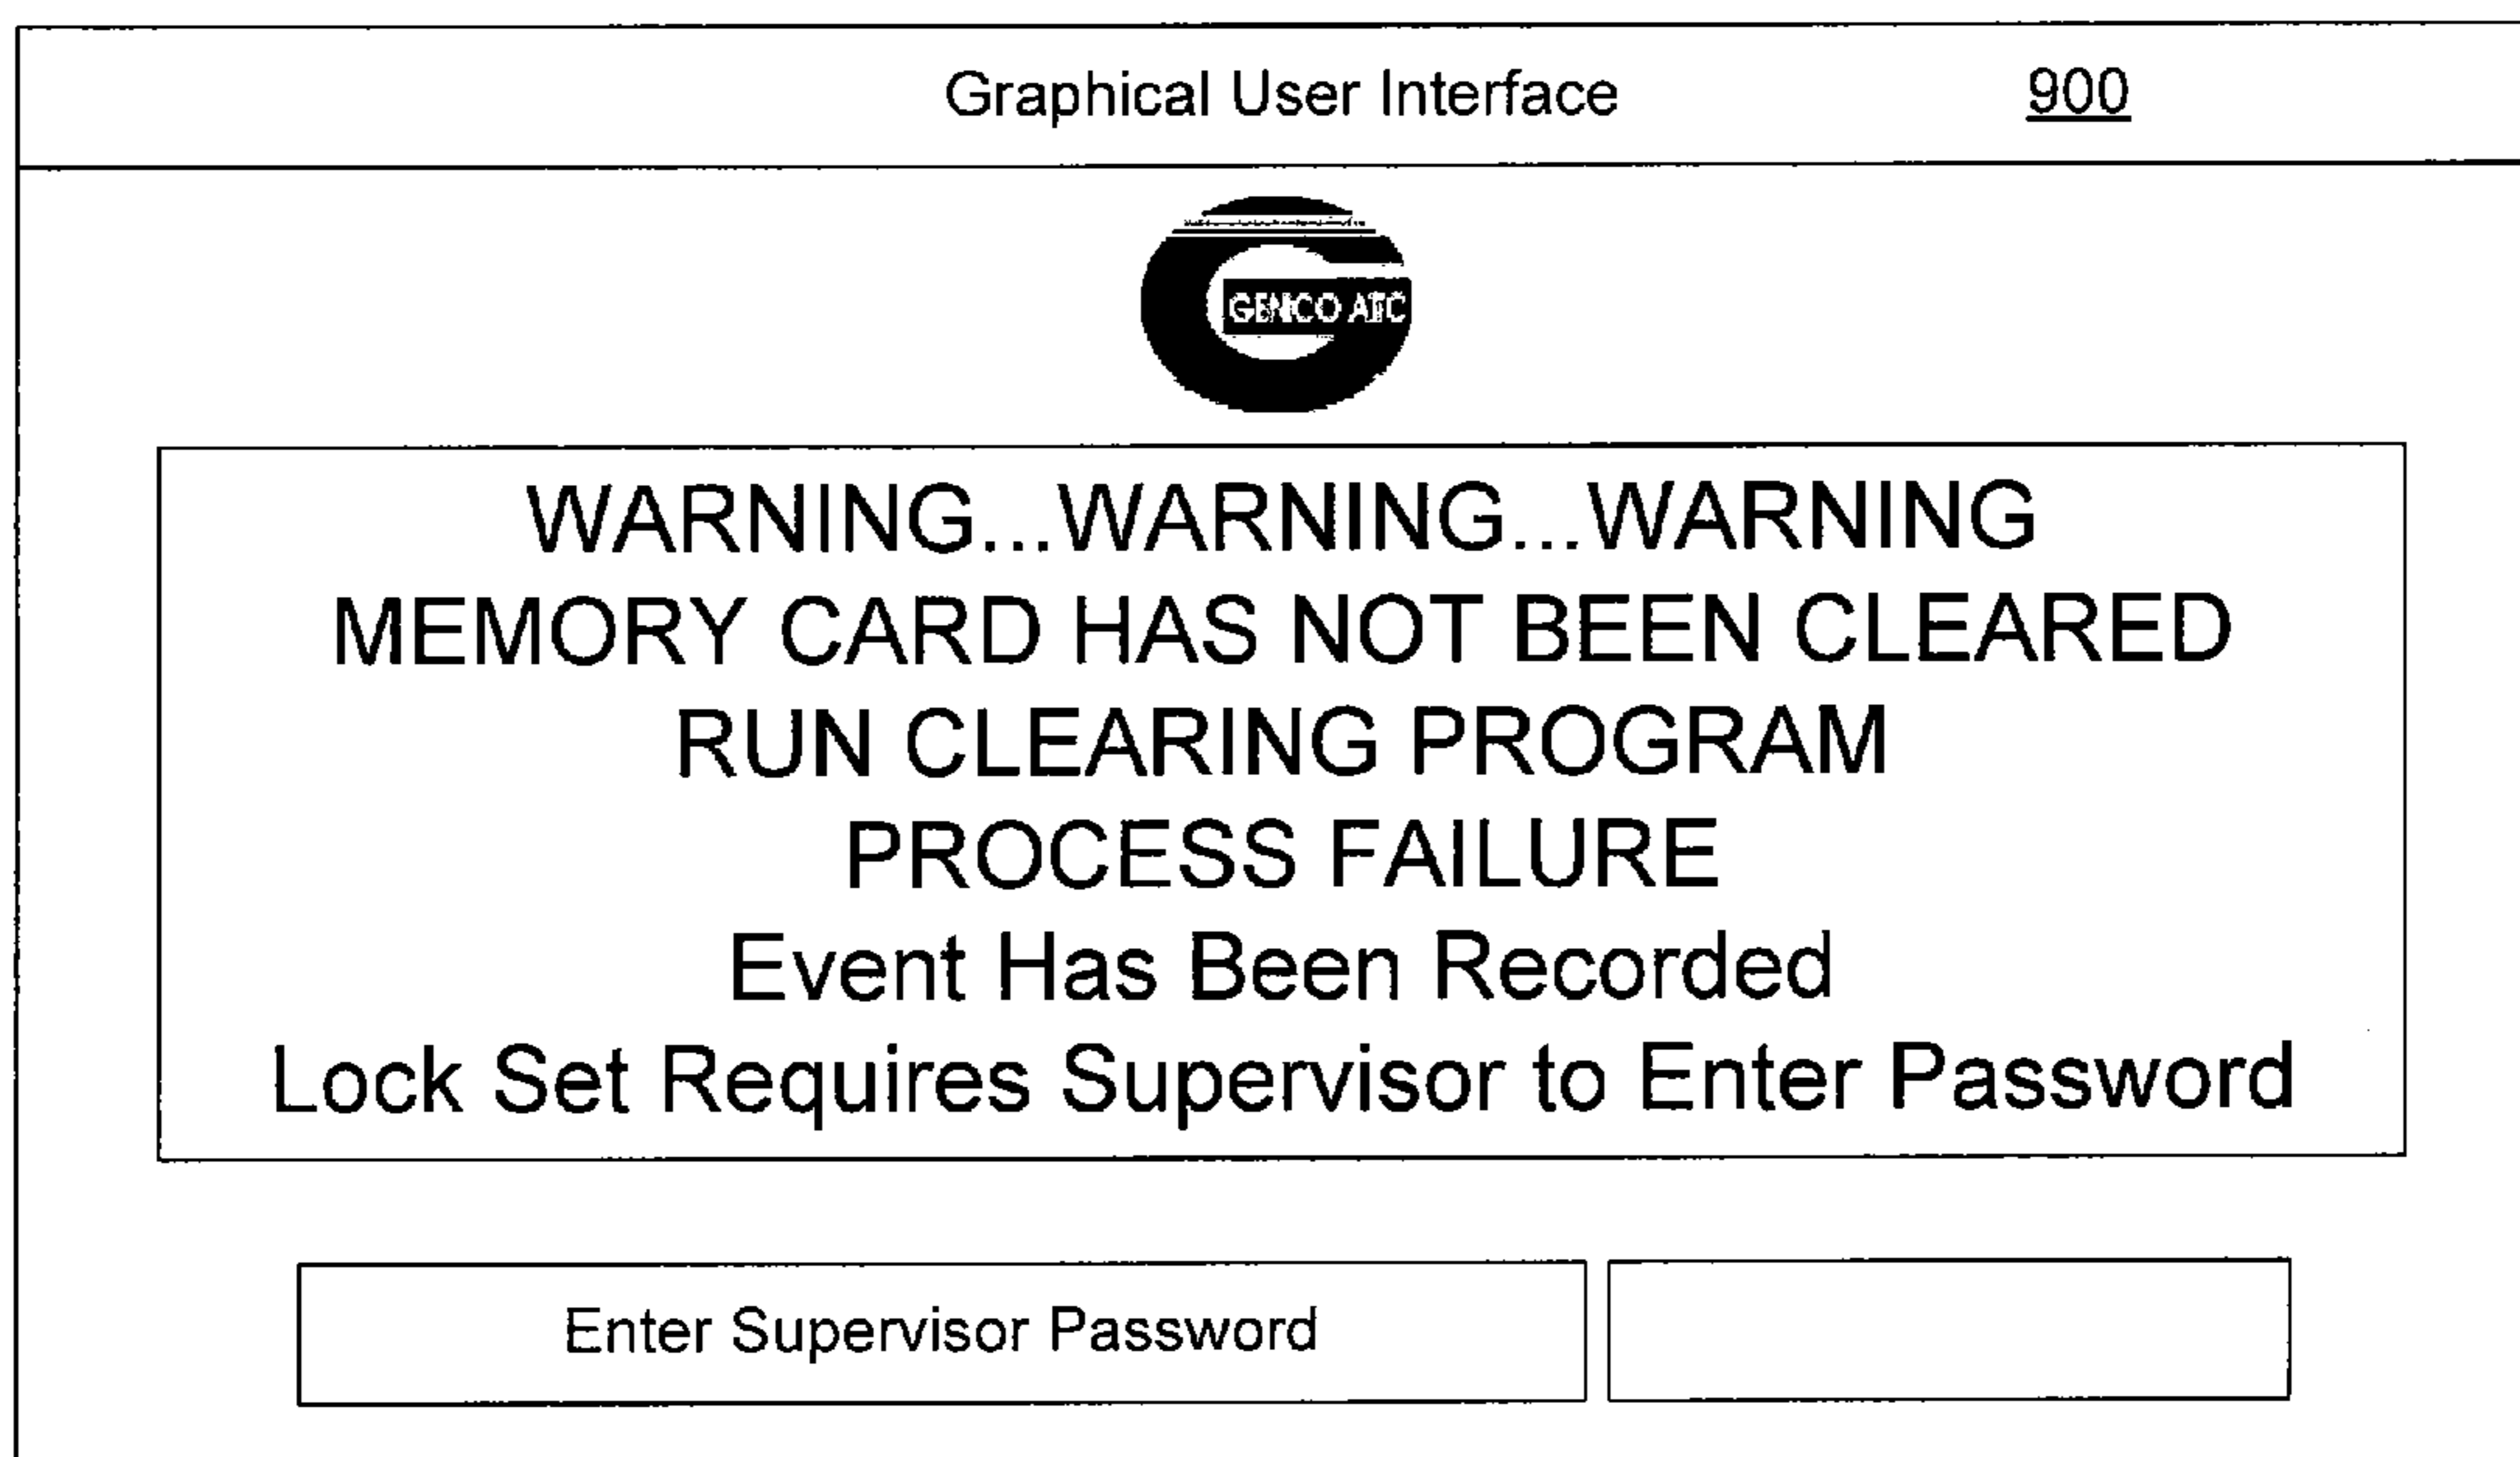 Graphical User Interface 900
GENCO ATC
WARNING...WARNING...WARNING
MEMORY CARD HAS NOT BEEN CLEARED
RUN CLEARING PROGRAM
PROCESS FAILURE
Event Has Been Recorded
Lock Set Requires Supervisor to Enter Password
Enter Supervisor Password